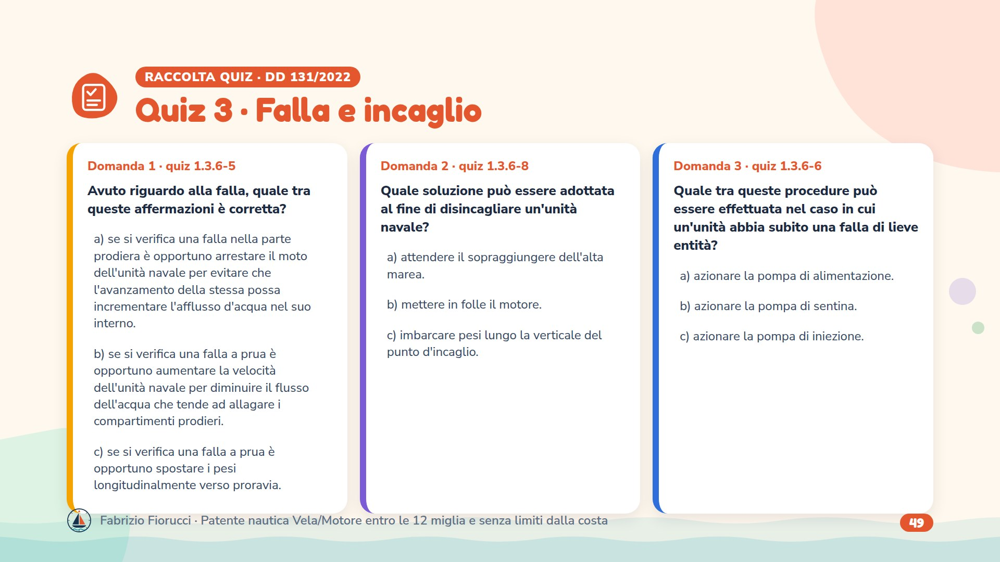 RACCOLTA QUIZ · DD 131/2022
Quiz 3 · Falla e incaglio
Domanda 1 · quiz 1.3.6-5
Avuto riguardo alla falla, quale tra
queste affermazioni è corretta?
a) se si verifica una falla nella parte
prodiera è opportuno arrestare il moto
dell'unità navale per evitare che
l'avanzamento della stessa possa
incrementare l'afflusso d'acqua nel suo
interno.
b) se si verifica una falla a prua è
opportuno aumentare la velocità
dell'unità navale per diminuire il flusso
dell'acqua che tende ad allagare i
compartimenti prodieri.
c) se si verifica una falla a prua è
opportuno spostare i pesi
longitudinalmente verso proravia.
Domanda 2 · quiz 1.3.6-8
Quale soluzione può essere adottata
al fine di disincagliare un'unità
navale?
a) attendere il sopraggiungere dell'alta
marea.
b) mettere in folle il motore.
c) imbarcare pesi lungo la verticale del
punto d'incaglio.
Domanda 3 · quiz 1.3.6-6
Quale tra queste procedure può
essere effettuata nel caso in cui
un'unità abbia subito una falla di lieve
entità?
a) azionare la pompa di alimentazione.
b) azionare la pompa di sentina.
c) azionare la pompa di iniezione.
Fabrizio Fiorucci · Patente nautica Vela/Motore entro le 12 miglia e senza limiti dalla costa
49